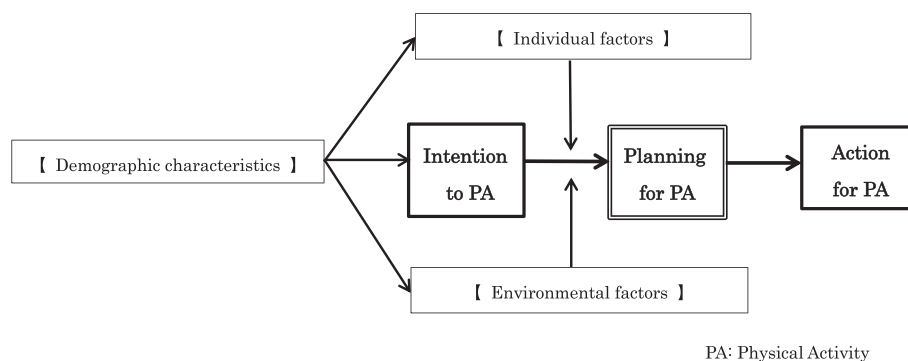 【 Individual factors 】
【 Demographic characteristics 】
Intention
to PA
Planning
for PA
Action
for PA
【 Environmental factors 】
PA: Physical Activity